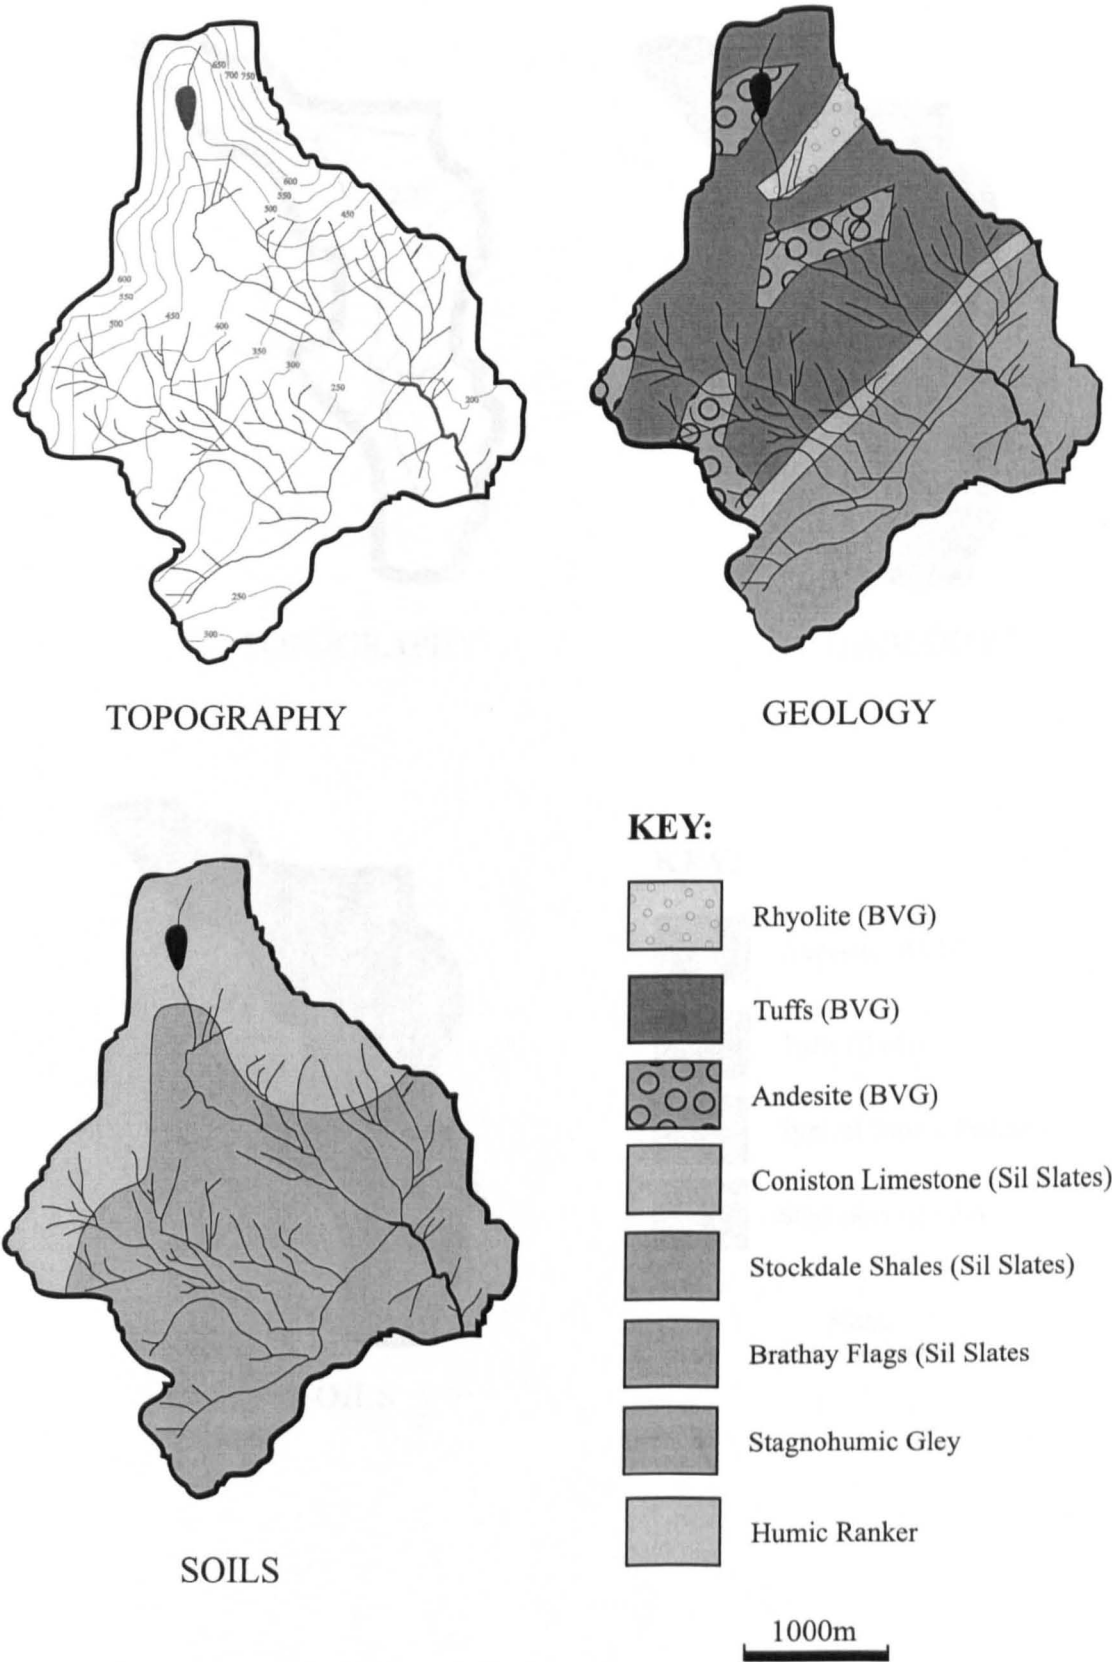 650
700 750
600
550
500
450
600
550
500
450
400
350
300
250
200
250
300
TOPOGRAPHY
GEOLOGY
SOILS
KEY:
Rhyolite (BVG)
Tuffs (BVG)
Andesite (BVG)
Coniston Limestone (Sil Slates)
Stockdale Shales (Sil Slates)
Brathay Flags (Sil Slates
Stagnohumic Gley
Humic Ranker
1000m